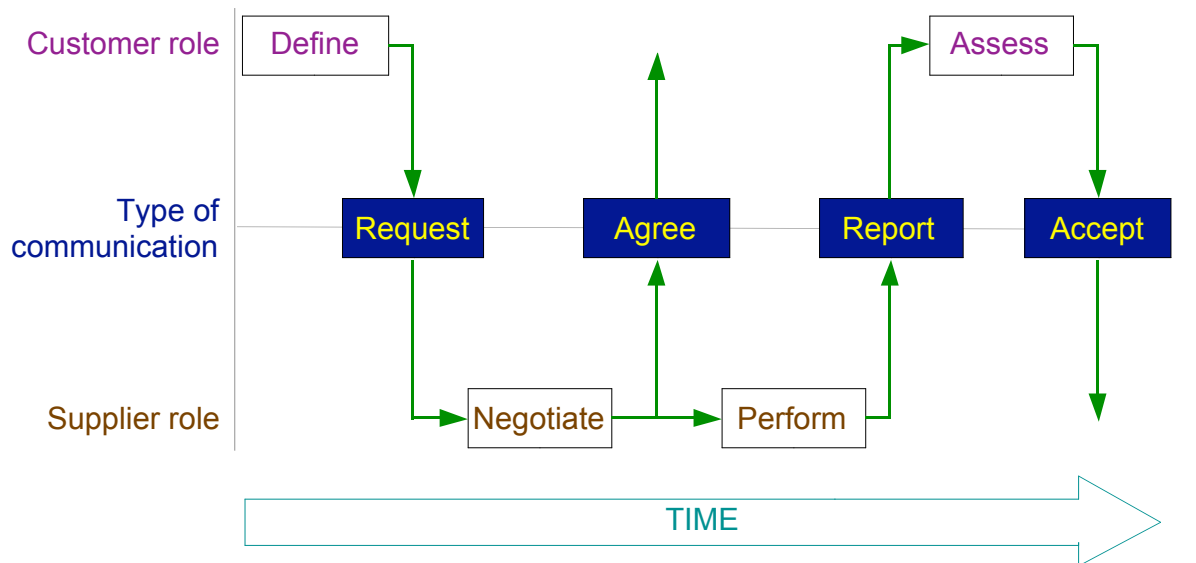 Customer role
Define
Assess
Type of
communication
Request
Agree
Report
Accept
Supplier role
Negotiate
Perform
TIME